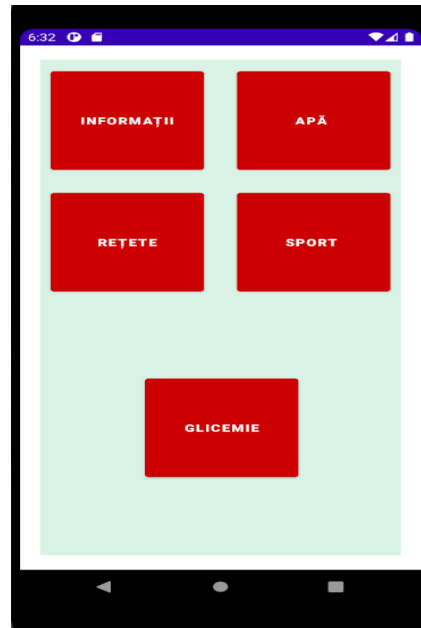 6:32
INFORMAȚII
APĂ
REȚETE
SPORT
GLICEMIE